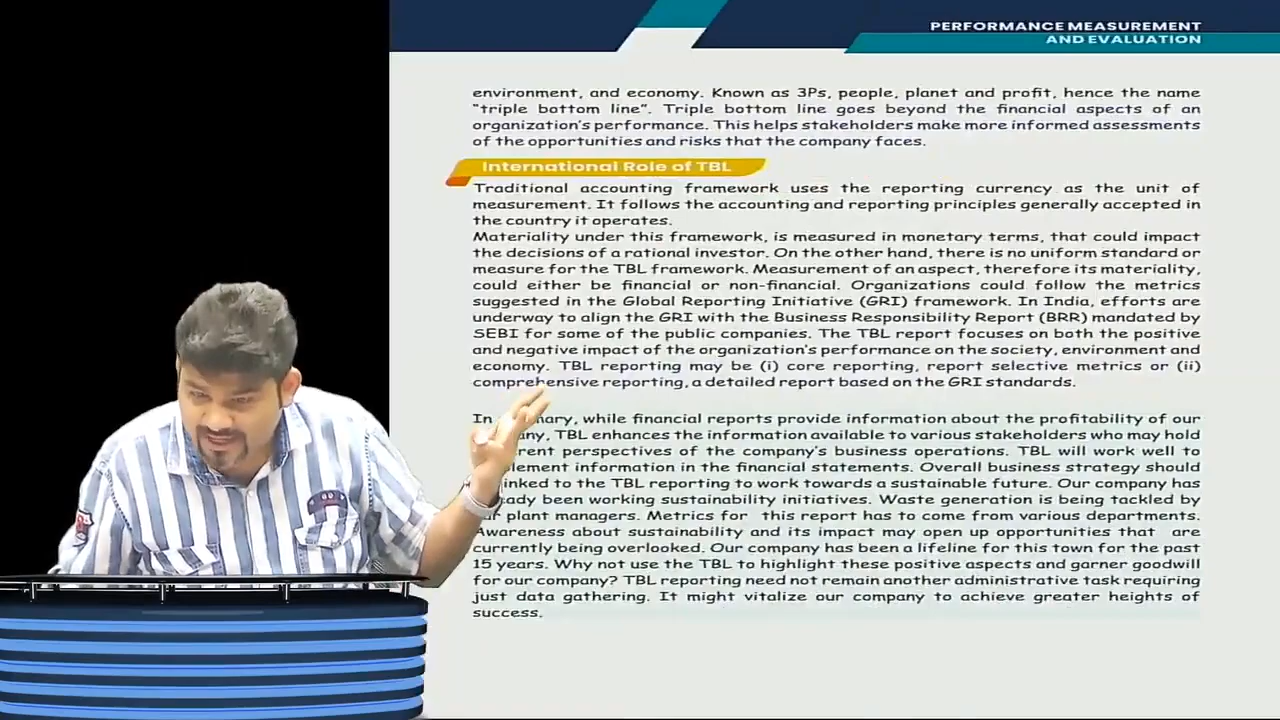 PERFORMANCE MEASUREMENT
AND EVALUATION
environment, and economy. Known as 3Ps, people, planet and profit, hence the name
"triple bottom line". Triple bottom line goes beyond the financial aspects of an
organization's performance. This helps stakeholders make more informed assessments
of the opportunities and risks that the company faces.
International Role of TBL
Traditional accounting framework uses the reporting currency as the unit of
measurement. It follows the accounting and reporting principles generally accepted in
the country it operates.
Materiality under this framework, is measured in monetary terms, that could impact
the decisions of a rational investor. On the other hand, there is no uniform standard or
measure for the TBL framework. Measurement of an aspect, therefore its materiality,
could either be financial or non-financial. Organizations could follow the metrics
suggested in the Global Reporting Initiative (GRI) framework. In India, efforts are
underway to align the GRI with the Business Responsibility Report (BRR) mandated by
SEBI for some of the public companies. The TBL report focuses on both the positive
and negative impact of the organization's performance on the society, environment and
economy. TBL reporting may be (i) core reporting, report selective metrics or (ii)
comprehensive reporting, a detailed report based on the GRI standards.
In while financial reports provide information about the profitability of our
TBL enhances the information available to various stakeholders who may hold
perspectives of the company's business operations. TBL will work well to
information in the financial statements. Overall business strategy should
linked to the TBL reporting to work towards a sustainable future. Our company has
been working sustainability initiatives. Waste generation is being tackled by
plant managers. Metrics for this report has to come from various departments.
Awareness about sustainability and its impact may open up opportunities that are
currently being overlooked. Our company has been a lifeline for this town for the past
15 years. Why not use the TBL to highlight these positive aspects and garner goodwill
for our company? TBL reporting need not remain another administrative task requiring
just data gathering. It might vitalize our company to achieve greater heights of
success.